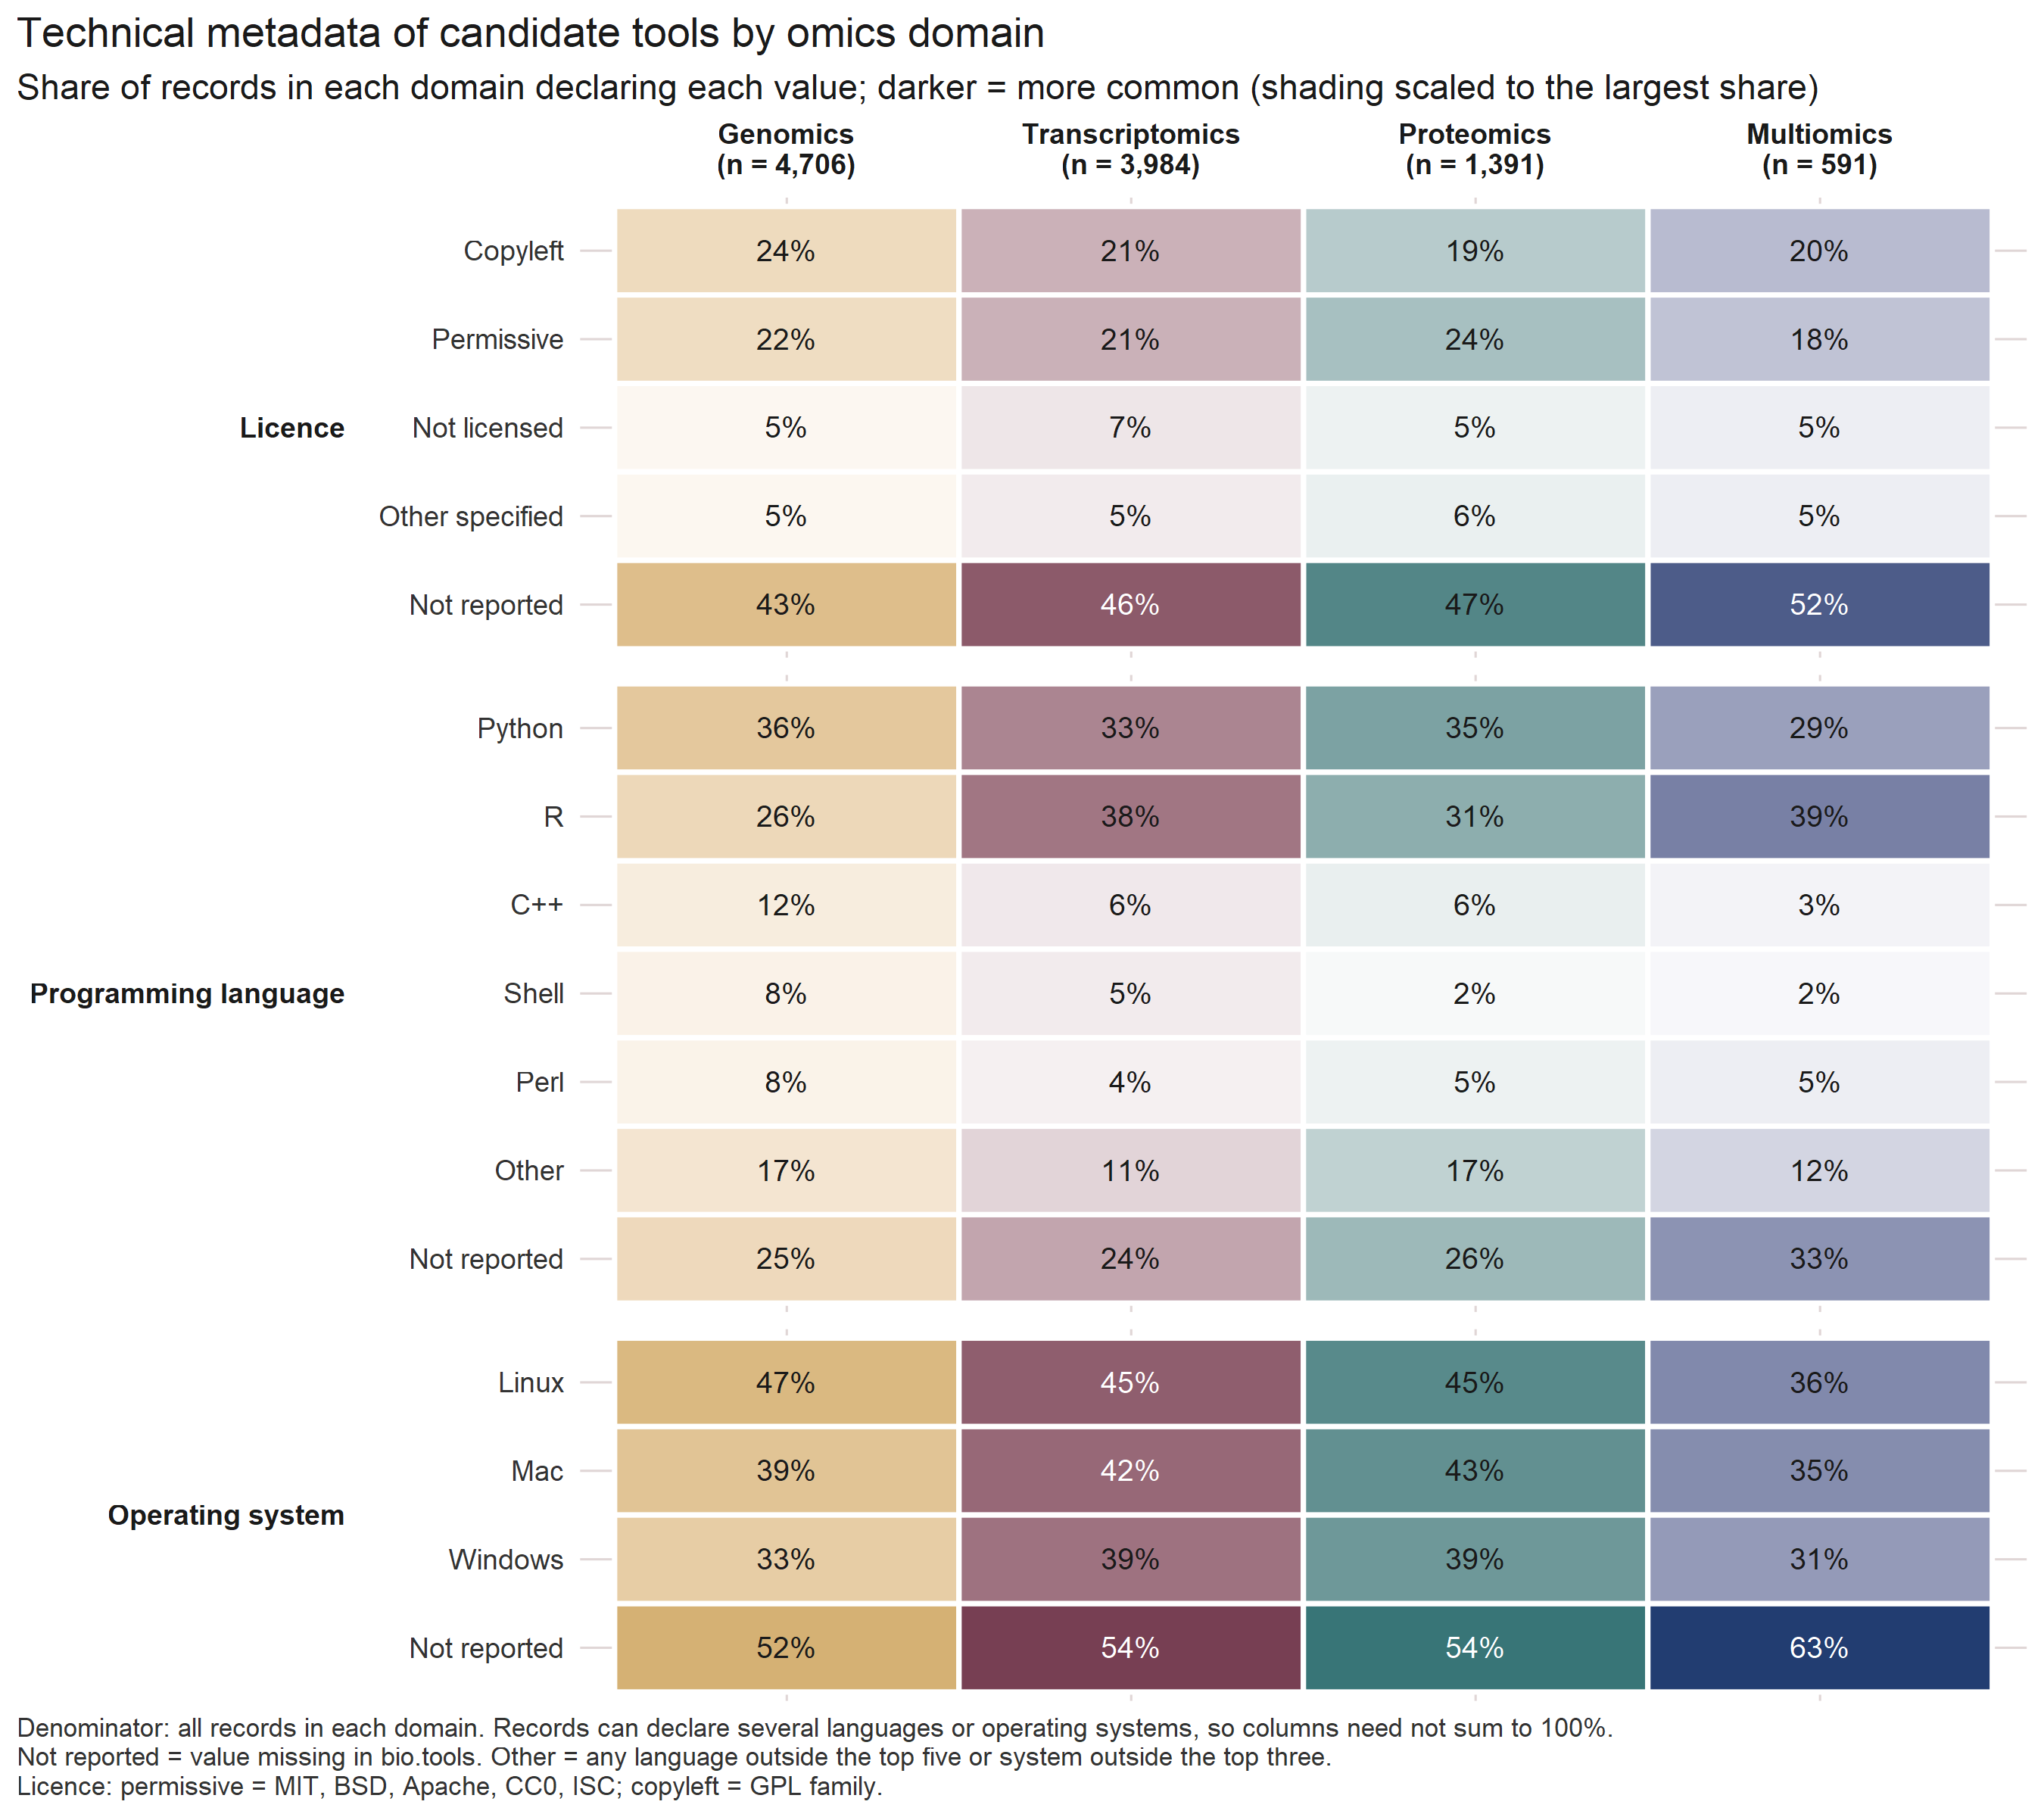 Technical metadata of candidate tools by omics domain
Share of records in each domain declaring each value; darker = more common (shading scaled to the largest share)
Genomics Transcriptomics Proteomics Multiomics
(n = 4,706) (n = 3,984) (n = 1,391) (n = 591)
Copyleft 24% 21% 19% 20%
Permissive 22% 21% 24% 18%
Licence Not licensed 5% 7% 5% 5%
Other specified 5% 5% 6% 5%
Not reported 43% 46% 47% 52%
Python 36% 33% 35% 29%
R 26% 38% 31% 39%
C++ 12% 6% 6% 3%
Programming language Shell 8% 5% 2% 2%
Perl 8% 4% 5% 5%
Other 17% 11% 17% 12%
Not reported 25% 24% 26% 33%
Linux 47% 45% 45% 36%
Mac 39% 42% 43% 35%
Operating system
Windows 33% 39% 39% 31%
Not reported 52% 54% 54% 63%
Denominator: all records in each domain. Records can declare several languages or operating systems, so columns need not sum to 100%.
Not reported = value missing in bio.tools. Other = any language outside the top five or system outside the top three.
Licence: permissive = MIT, BSD, Apache, CC0, ISC; copyleft = GPL family.